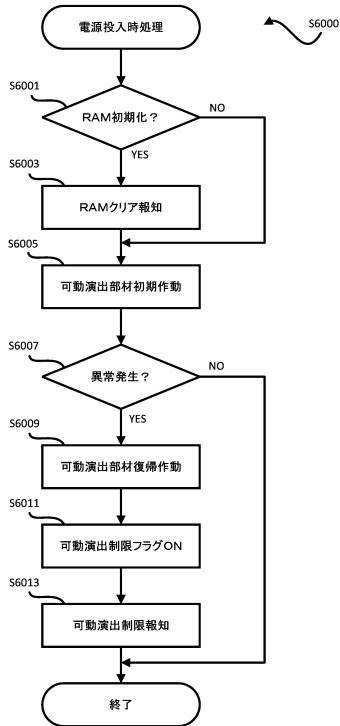 電源投入時処理
S6000
S6001
RAM初期化?
NO
YES
S6003
RAMクリア報知
S6005
可動演出部材初期作動
S6007
異常発生?
NO
YES
S6009
可動演出部材復帰作動
S6011
可動演出制限フラグON
S6013
可動演出制限報知
終了